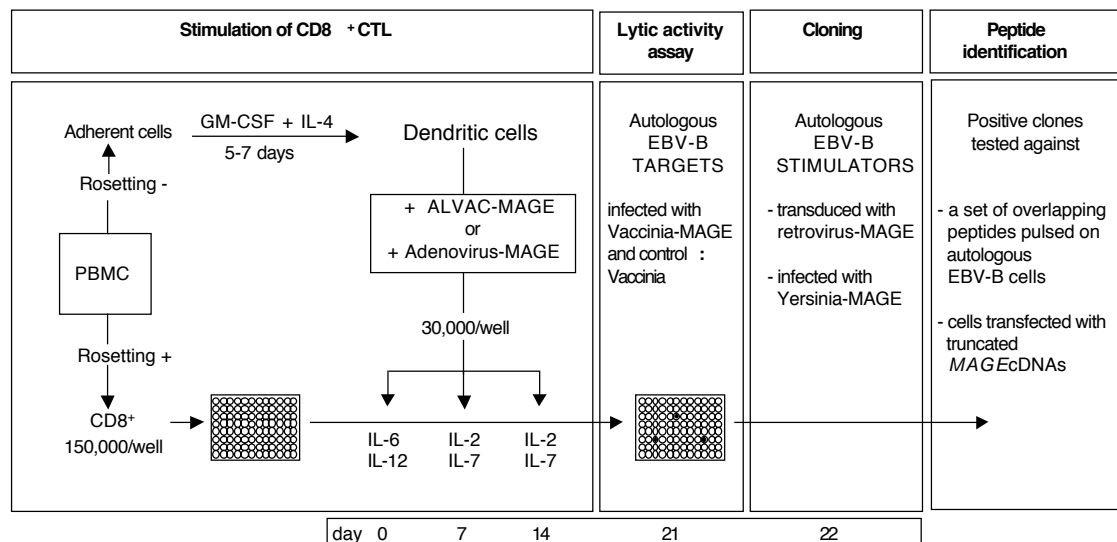 Stimulation of CD8 + CTL
Lytic activity
assay
Cloning
Peptide
identification
Adherent cells
GM-CSF + IL-4
5-7 days
Dendritic cells
Rosetting -
+ ALVAC-MAGE
or
+ Adenovirus-MAGE
PBMC
30,000/well
Rosetting +
CD8+
150,000/well
IL-6
IL-12
IL-2
IL-7
IL-2
IL-7
Autologous
EBV-B
TARGETS
infected with
Vaccinia-MAGE
and control :
Vaccinia
Autologous
EBV-B
STIMULATORS
- transduced with
retrovirus-MAGE
- infected with
Yersinia-MAGE
Positive clones
tested against
- a set of overlapping
peptides pulsed on
autologous
EBV-B cells
- cells transfected with
truncated
MAGEcDNAs
day 0 7 14 21 22